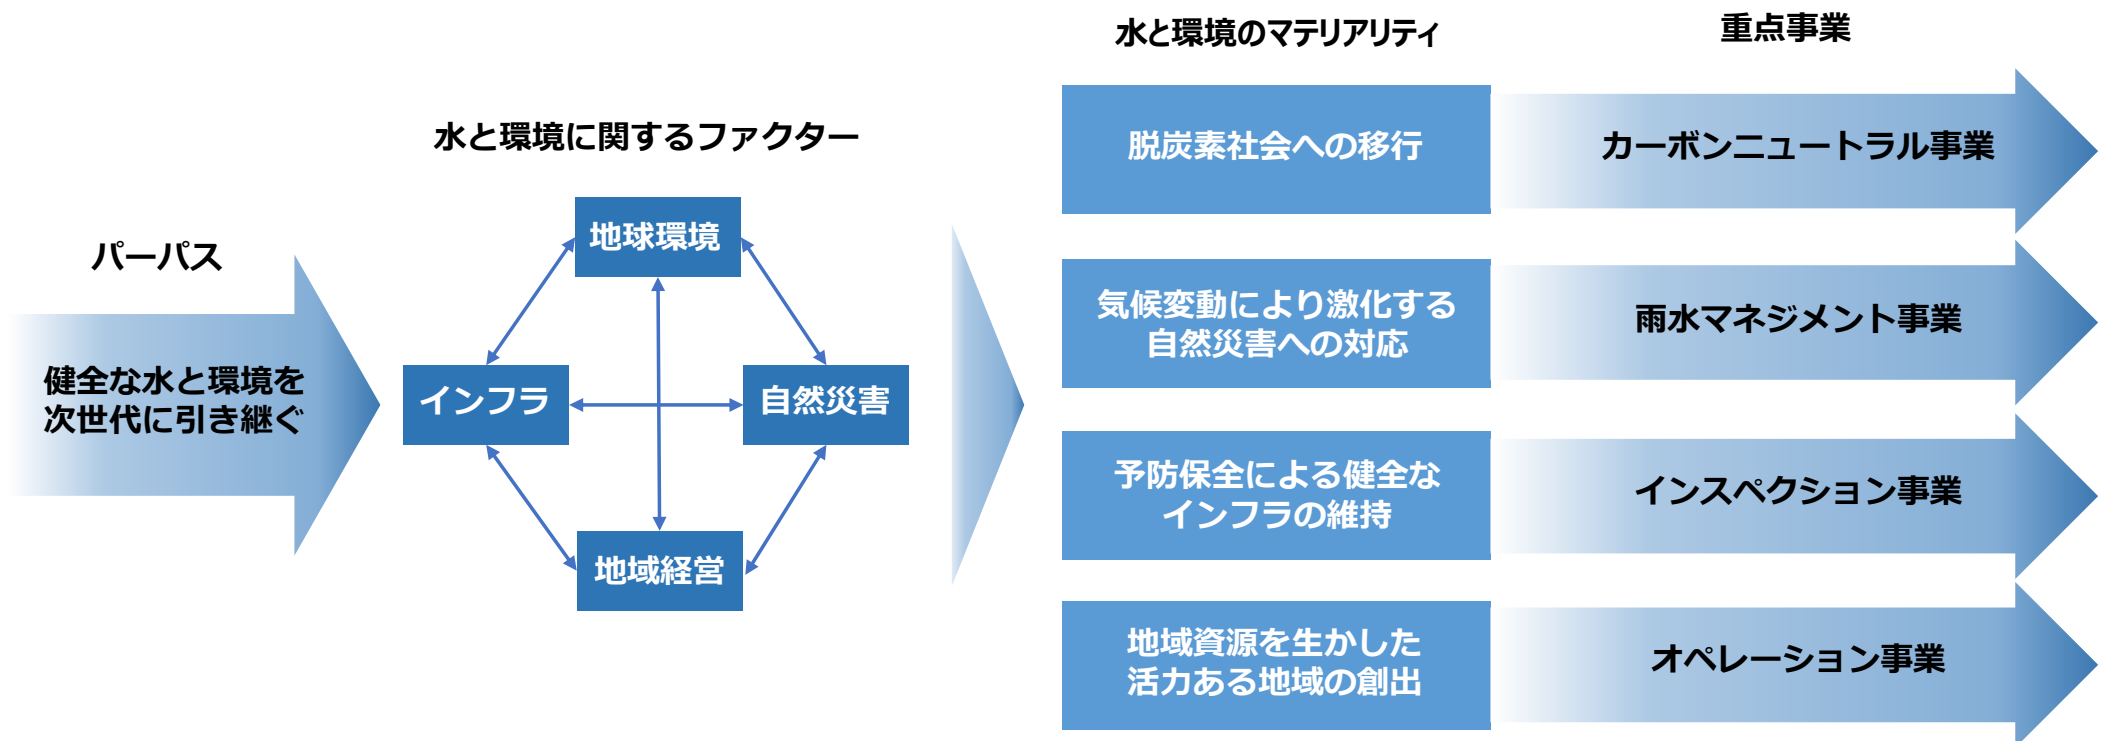 パーパス
健全な水と環境を
次世代に引き継ぐ
水と環境に関するファクター
地球環境
インフラ
自然災害
地域経営
水と環境のマテリアリティ
重点事業
脱炭素社会への移行
カーボンニュートラル事業
気候変動により激化する
自然災害への対応
雨水マネジメント事業
予防保全による健全な
インフラの維持
インスペクション事業
地域資源を生かした
活力ある地域の創出
オペレーション事業